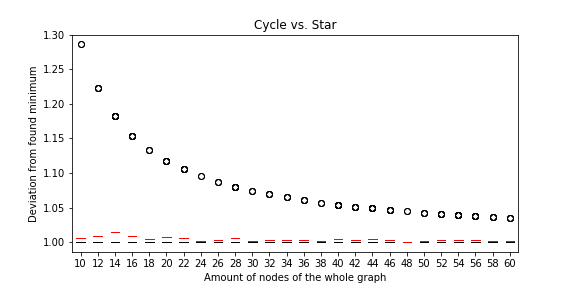 Cycle vs. Star
Deviation from found minimum
1.30
1.25
1.20
1.15
1.10
1.05
1.00
10 12 14 16 18 20 22 24 26 28 30 32 34 36 38 40 42 44 46 48 50 52 54 56 58 60
Amount of nodes of the whole graph